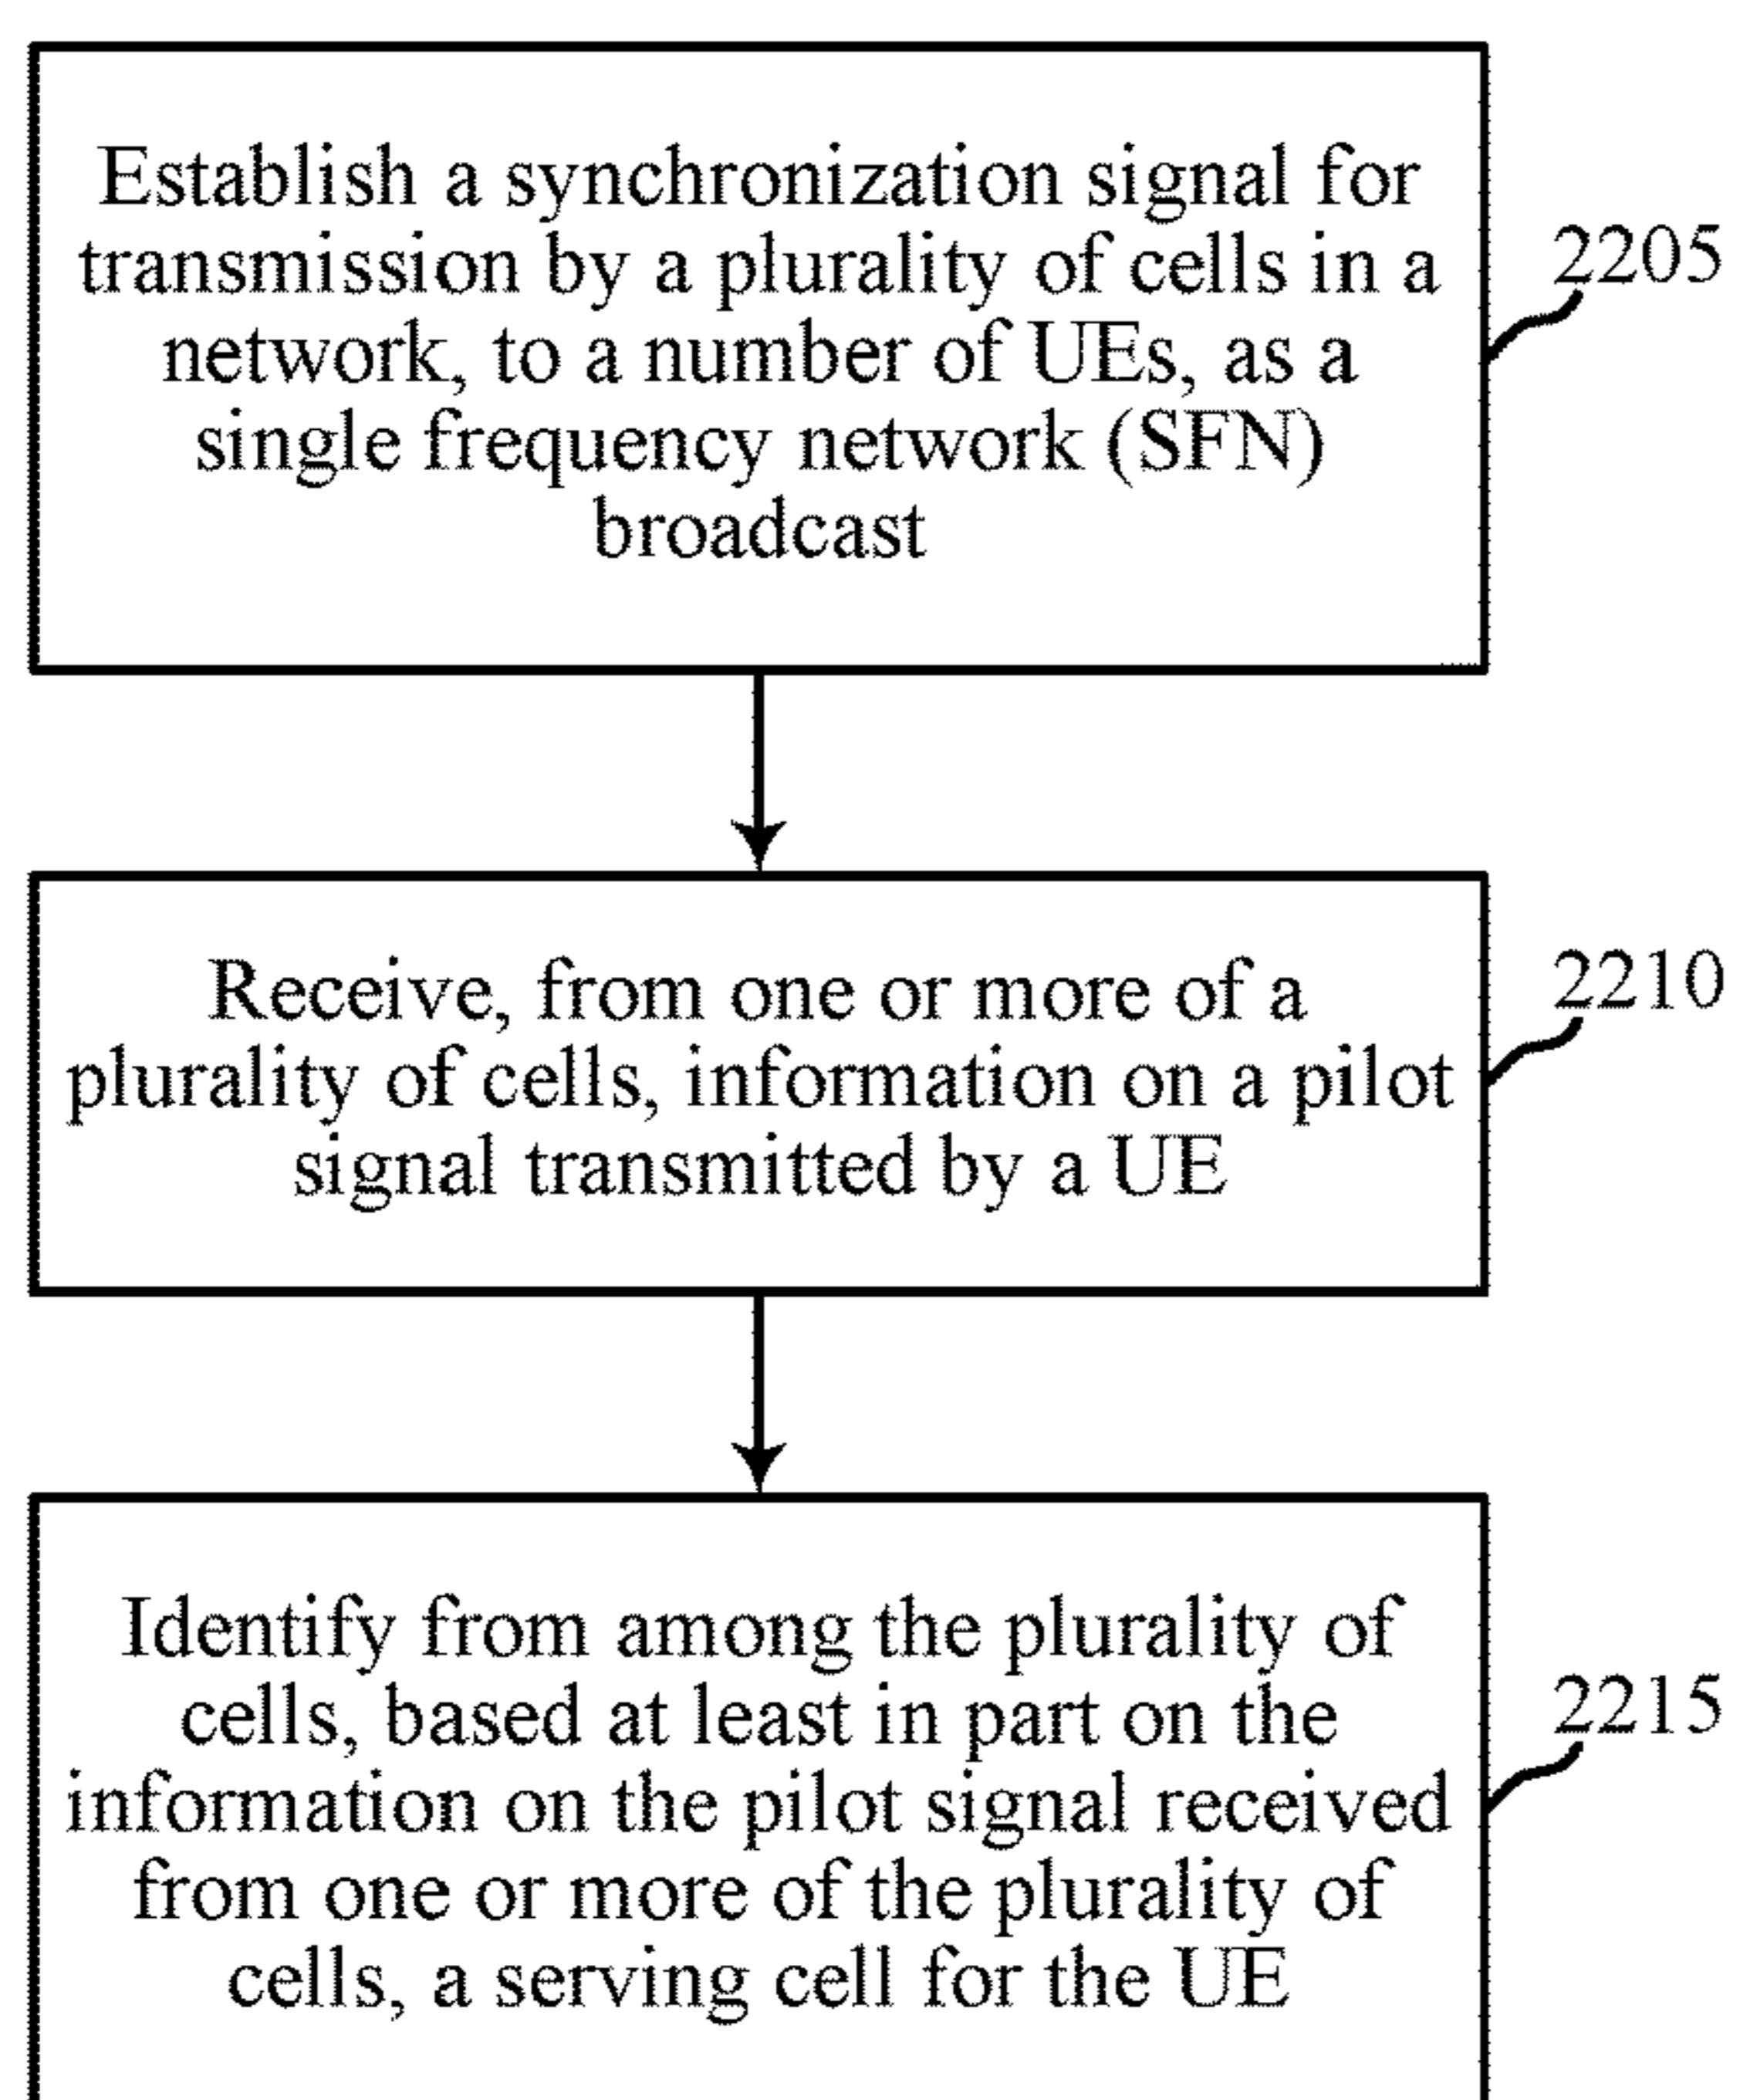 Establish a synchronization signal for
transmission by a plurality of cells in a
network, to a number of UEs, as a
single frequency network (SFN)
broadcast
2205
Receive, from one or more of a
plurality of cells, information on a pilot
signal transmitted by a UE
2210
Identify from among the plurality of
cells, based at least in part on the
information on the pilot signal received
from one or more of the plurality of
cells, a serving cell for the UE
2215